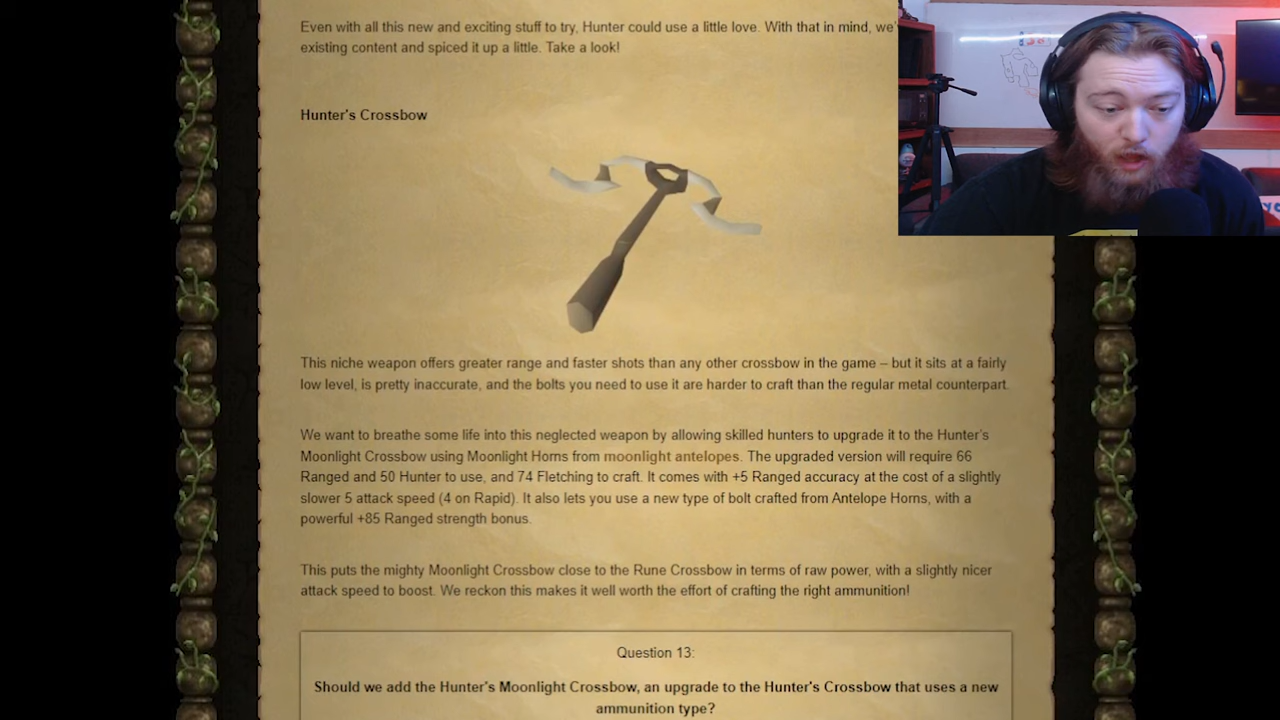 Even with all this new and exciting stuff to try, Hunter could use a little love. With that in mind, we'
existing content and spiced it up a little. Take a look!
Hunter's Crossbow
This niche weapon offers greater range and faster shots than any other crossbow in the game – but it sits at a fairly
low level, is pretty inaccurate, and the bolts you need to use it are harder to craft than the regular metal counterpart.
We want to breathe some life into this neglected weapon by allowing skilled hunters to upgrade it to the Hunter's
Moonlight Crossbow using Moonlight Horns from moonlight antelopes. The upgraded version will require 66
Ranged and 50 Hunter to use, and 74 Fletching to craft. It comes with +5 Ranged accuracy at the cost of a slightly
slower 5 attack speed (4 on Rapid). It also lets you use a new type of bolt crafted from Antelope Horns, with a
powerful +85 Ranged strength bonus.
This puts the mighty Moonlight Crossbow close to the Rune Crossbow in terms of raw power, with a slightly nicer
attack speed to boost. We reckon this makes it well worth the effort of crafting the right ammunition!
Question 13:
Should we add the Hunter's Moonlight Crossbow, an upgrade to the Hunter's Crossbow that uses a new
ammunition type?